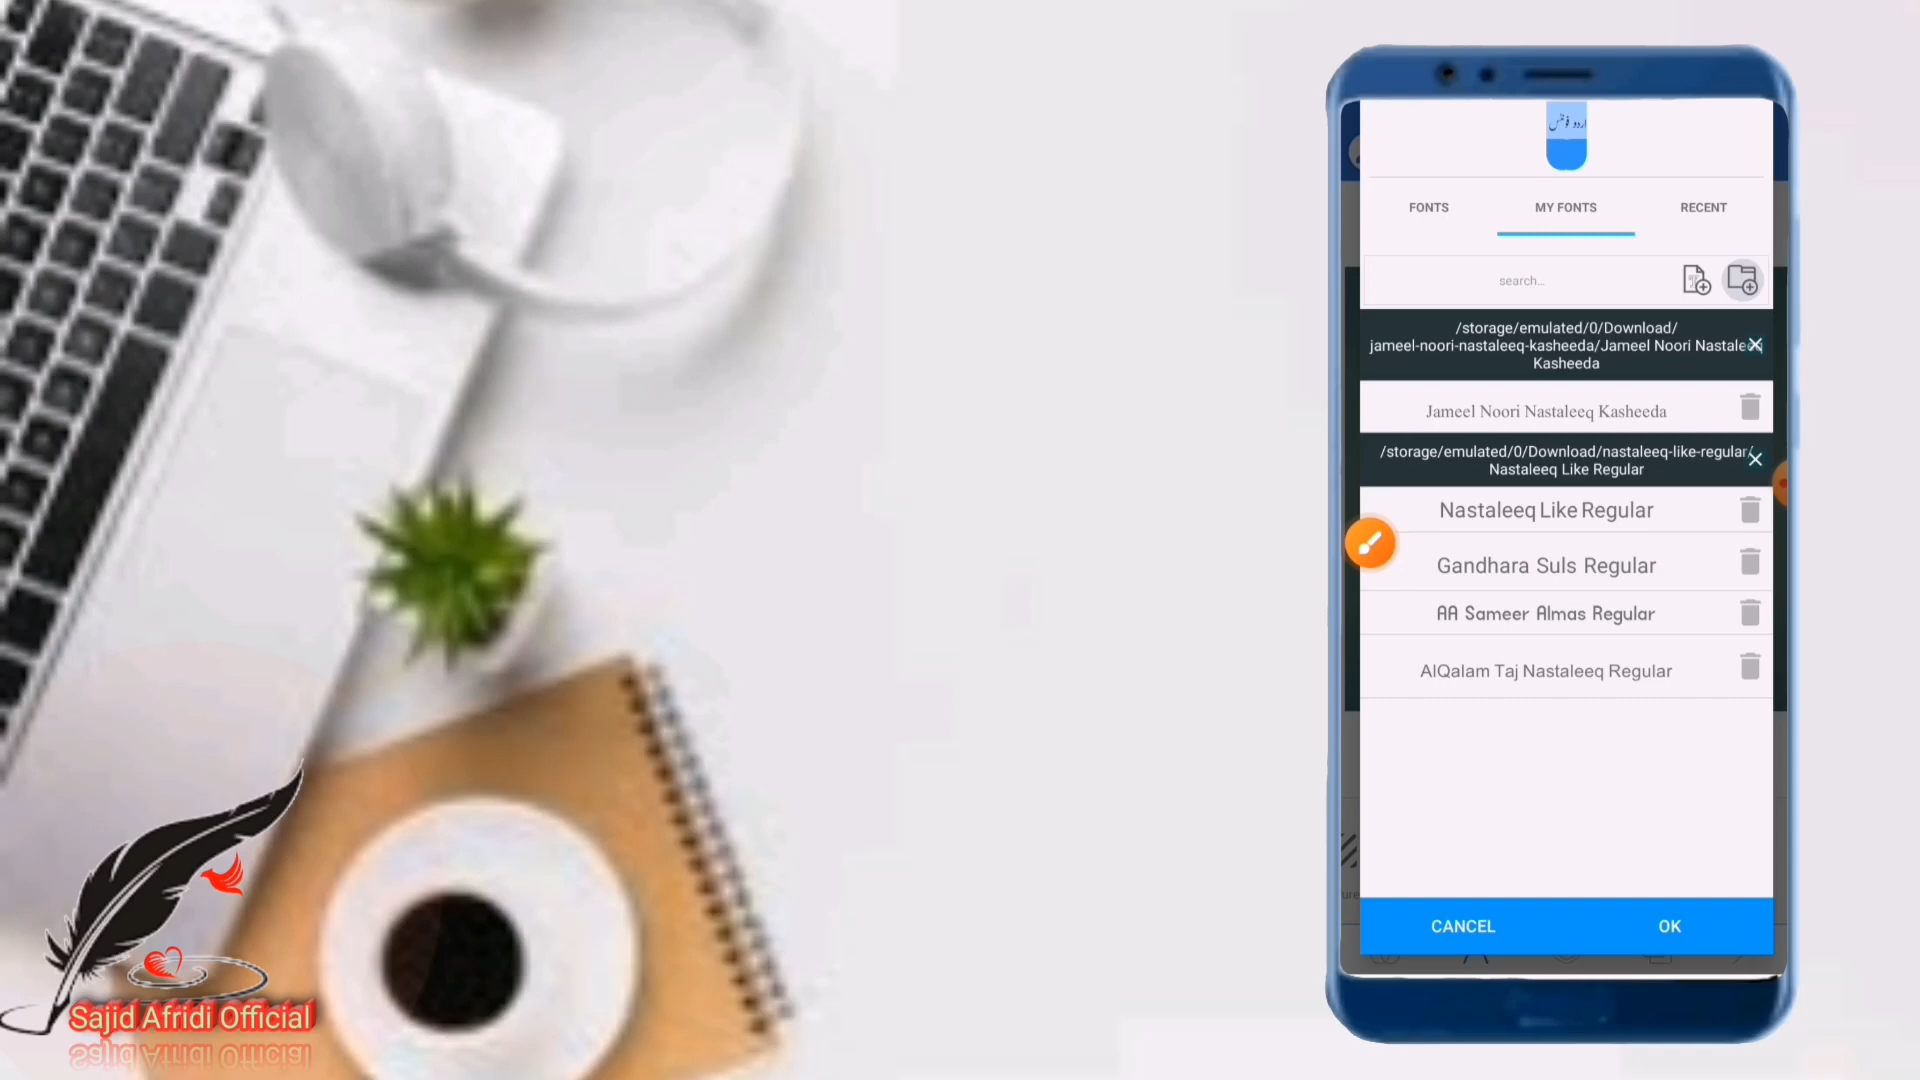 اردو فونٹس
FONTS
MY FONTS
RECENT
search...
/storage/emulated/0/Download/
jameel-noori-nastaleeq-kasheeda/Jameel Noori Nastaleeq
Kasheeda
Jameel Noori Nastaleeq Kasheeda
/storage/emulated/0/Download/nastaleeq-like-regular/
Nastaleeq Like Regular
Nastaleeq Like Regular
Gandhara Suls Regular
AA Sameer Almas Regular
AlQalam Taj Nastaleeq Regular
CANCEL
OK
Sajid Afridi Official